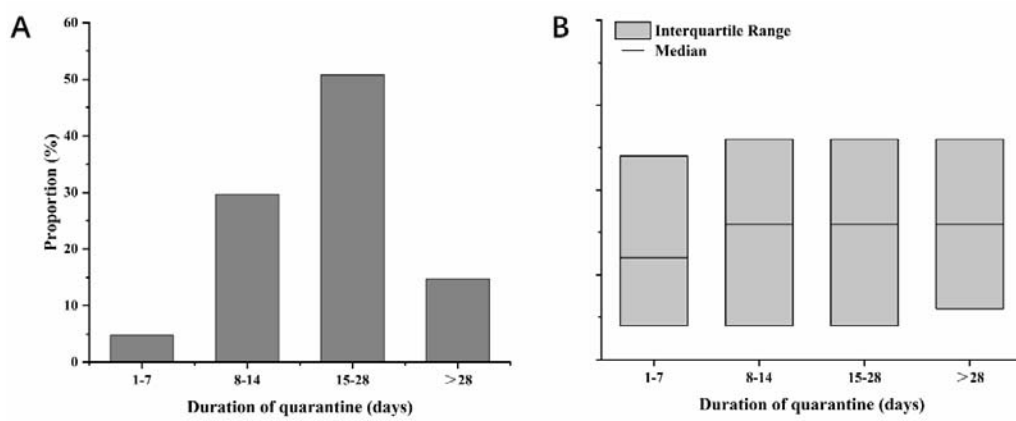 A
60
50
40
30
20
10
0
Proportion (%)
1-7 8-14 15-28 >28
Duration of quarantine (days)
B
Interquartile Range
Median
1-7 8-14 15-28 >28
Duration of quarantine (days)